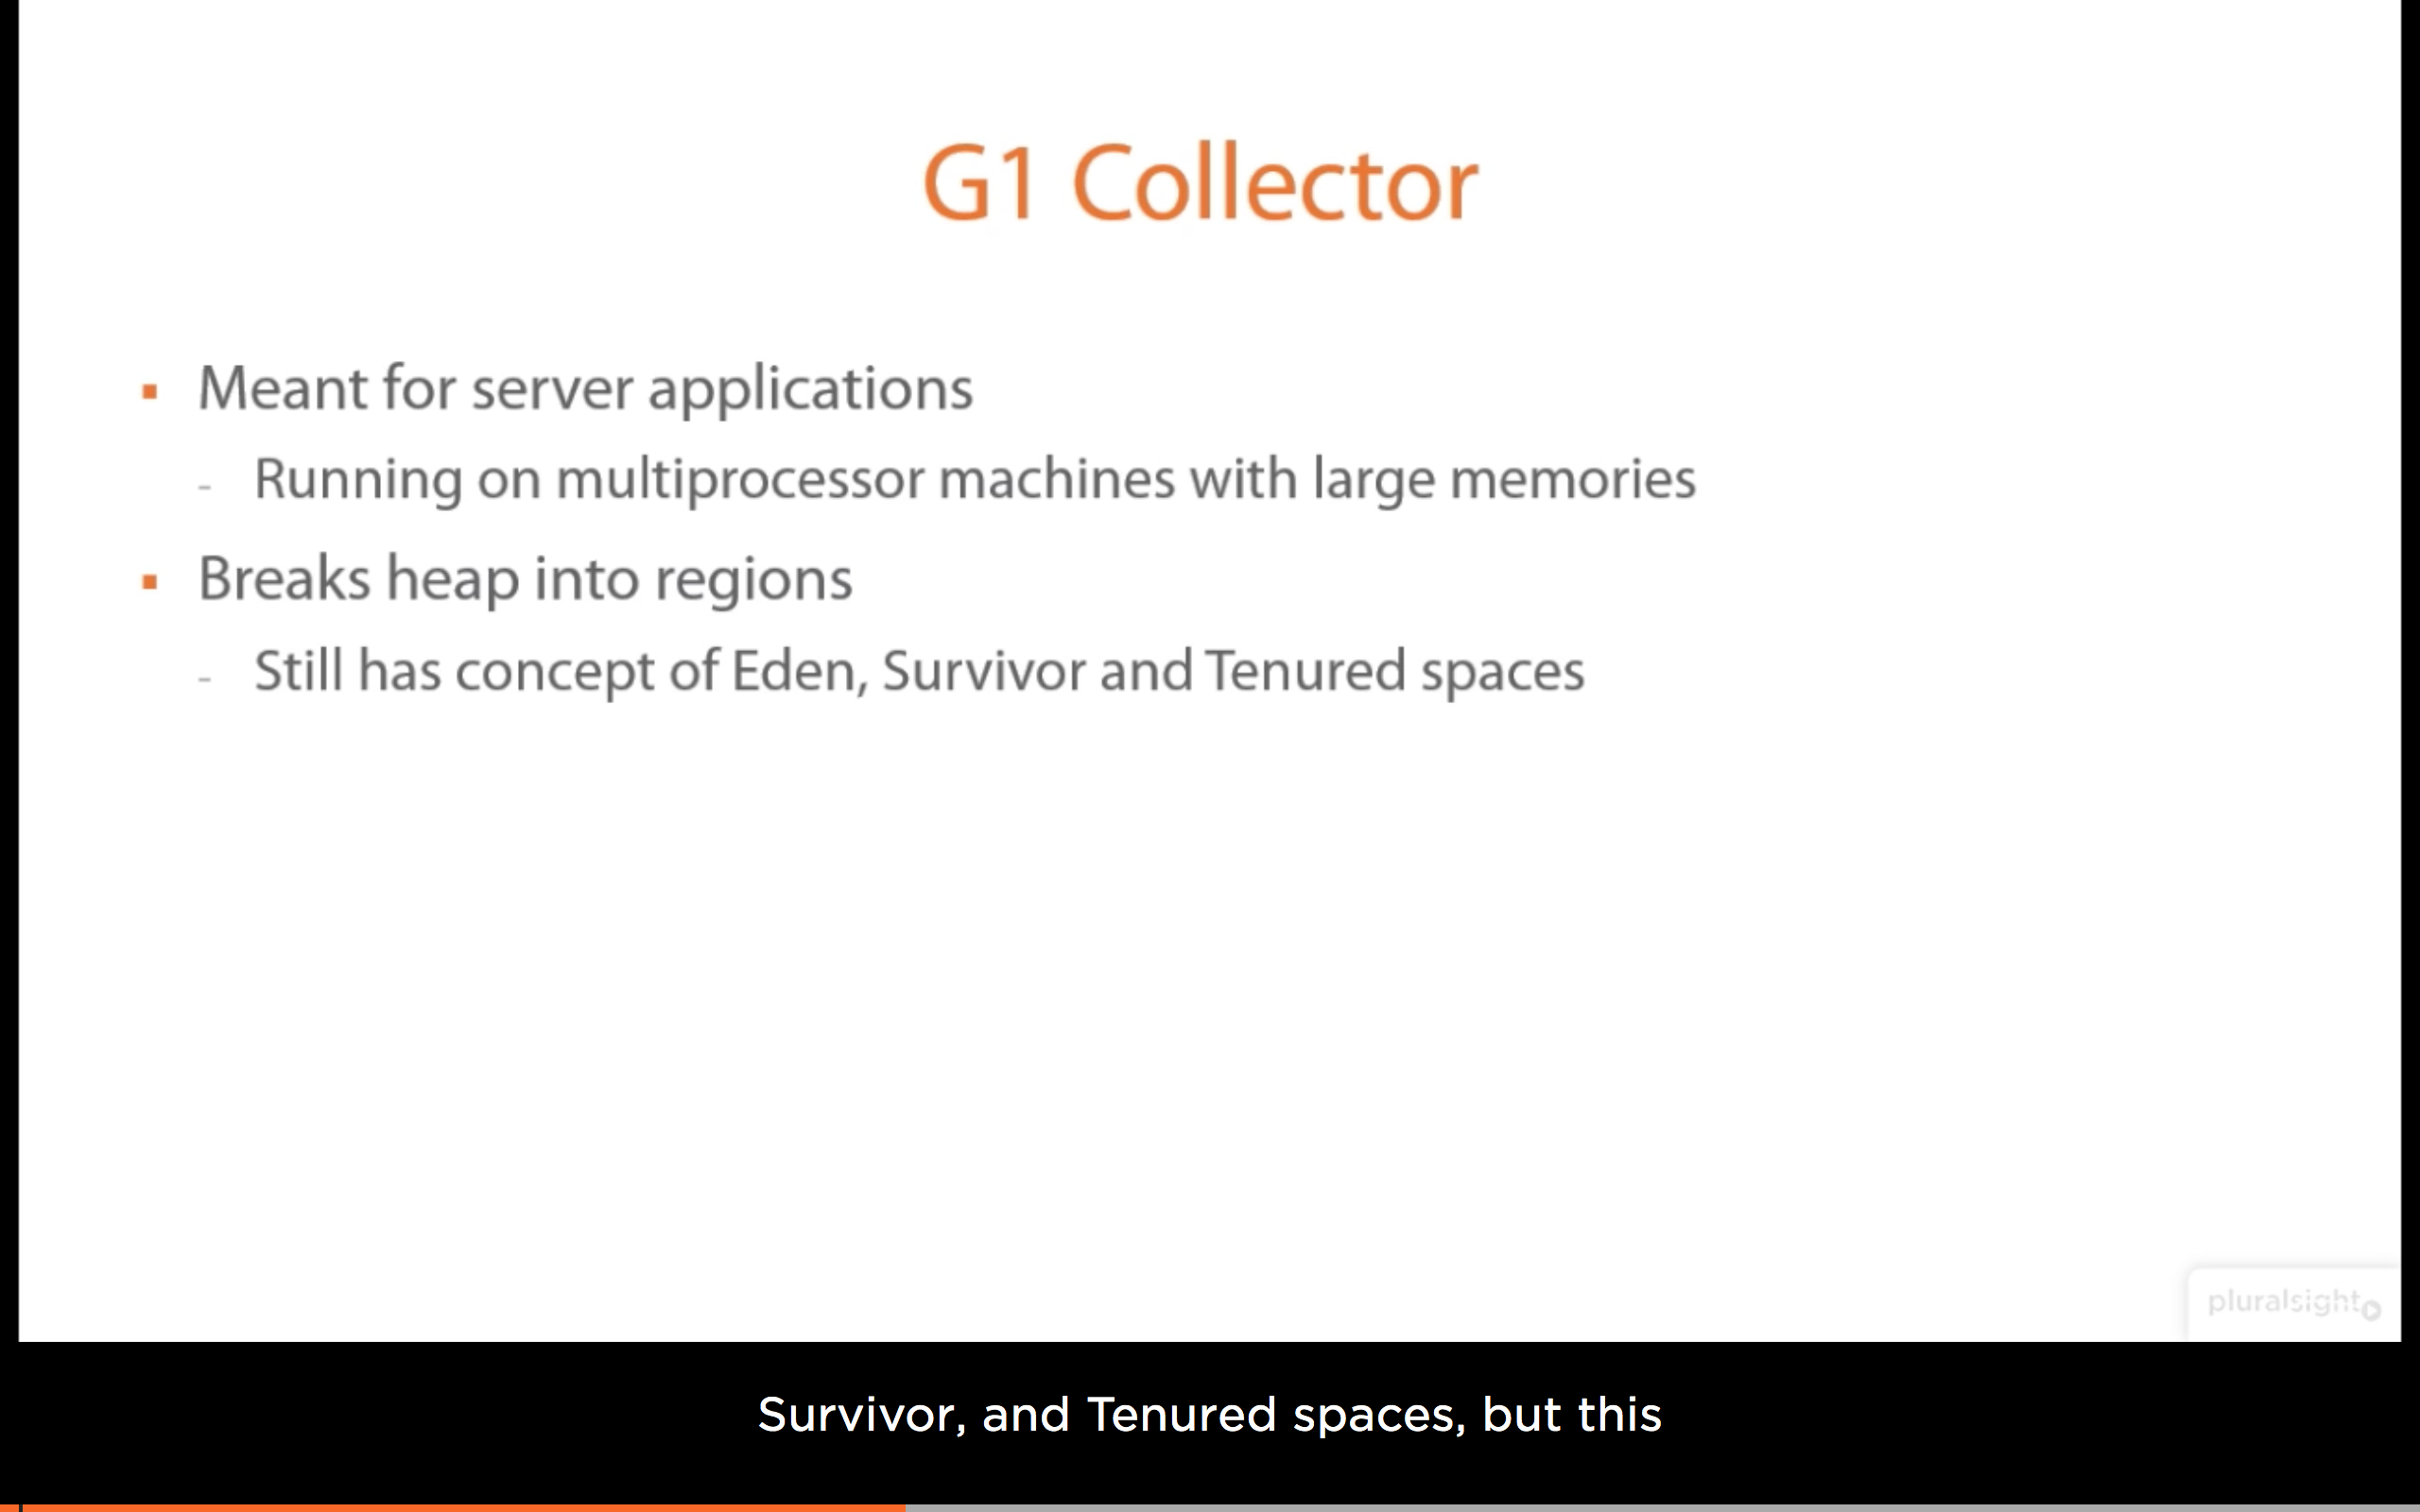 G1 Collector
▪ Meant for server applications
- Running on multiprocessor machines with large memories
▪ Breaks heap into regions
- Still has concept of Eden, Survivor and Tenured spaces
pluralsight
Survivor, and Tenured spaces, but this